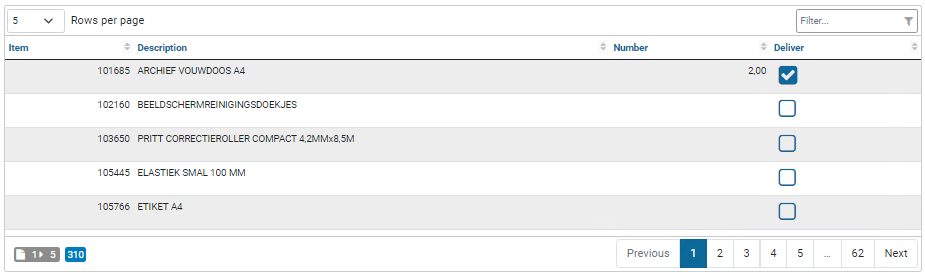 5 Rows per page Filter...
Item Description Number Deliver
101685 ARCHIEF VOUWDOOS A4 2,00
102160 BEELDSCHERMREINIGINGSDOEKJES
103650 PRITT CORRECTIEROLLER COMPACT 4,2MMx8,5M
105445 ELASTIEK SMAL 100 MM
105766 ETIKET A4
1 5 310 Previous 1 2 3 4 5 ... 62 Next